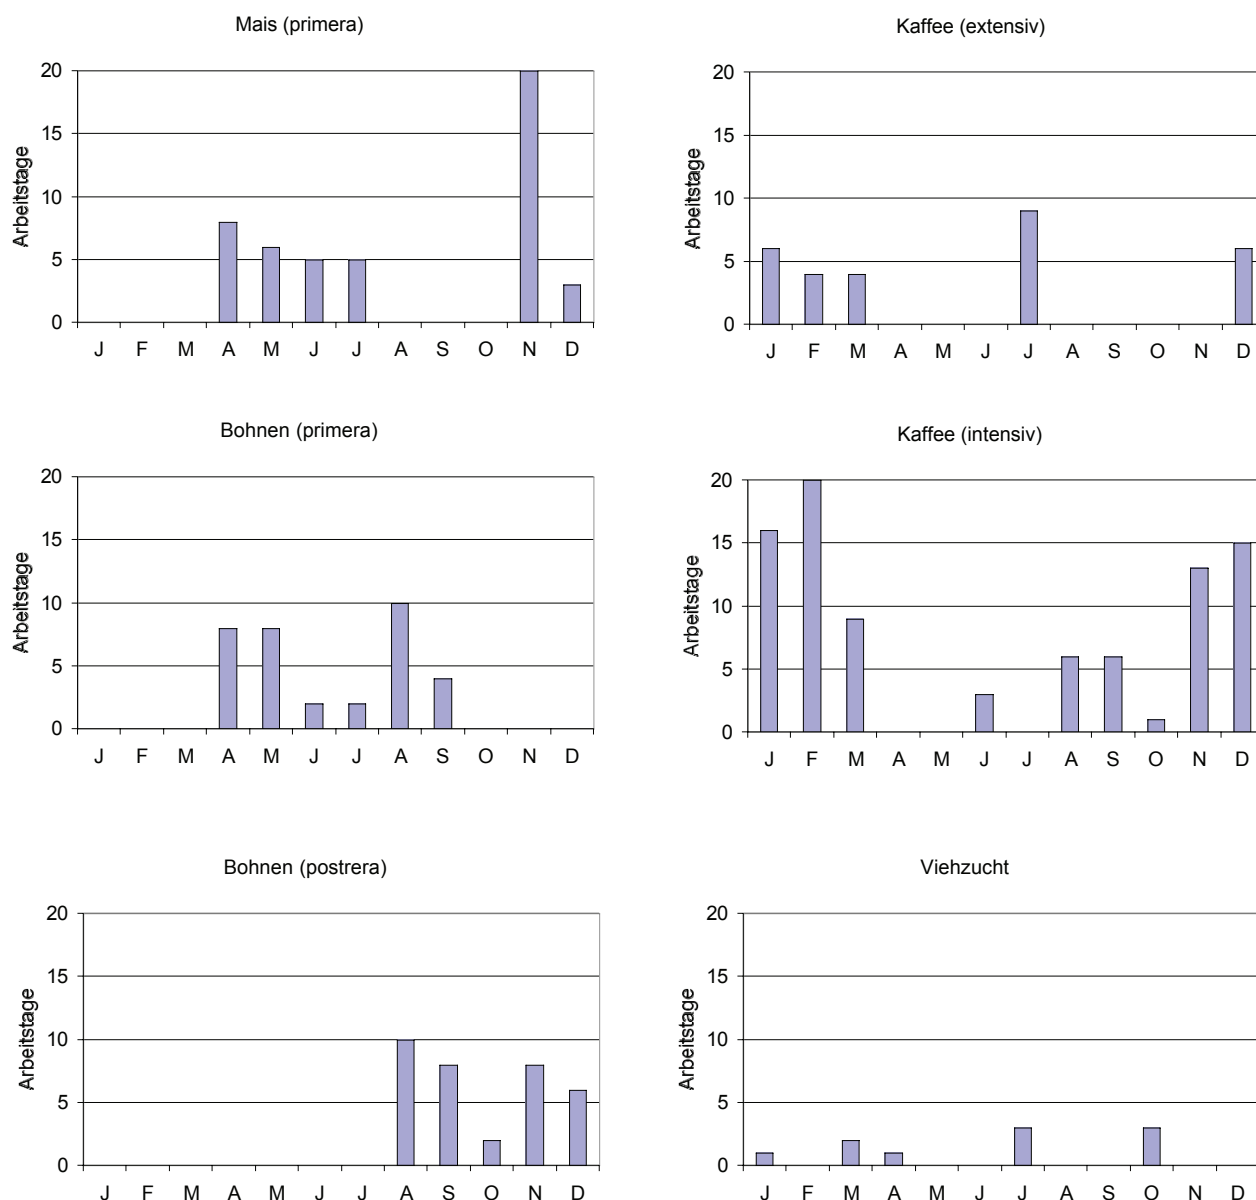 Mais (primera)
20
15
10
5
0
Arbeitstage
J F M A M J J A S O N D
Kaffee (extensiv)
20
15
10
5
0
Arbeitstage
J F M A M J J A S O N D
Bohnen (primera)
20
15
10
5
0
Arbeitstage
J F M A M J J A S O N D
Kaffee (intensiv)
20
15
10
5
0
Arbeitstage
J F M A M J J A S O N D
Bohnen (postrera)
20
15
10
5
0
Arbeitstage
J F M A M J J A S O N D
Viehzucht
20
15
10
5
0
Arbeitstage
J F M A M J J A S O N D